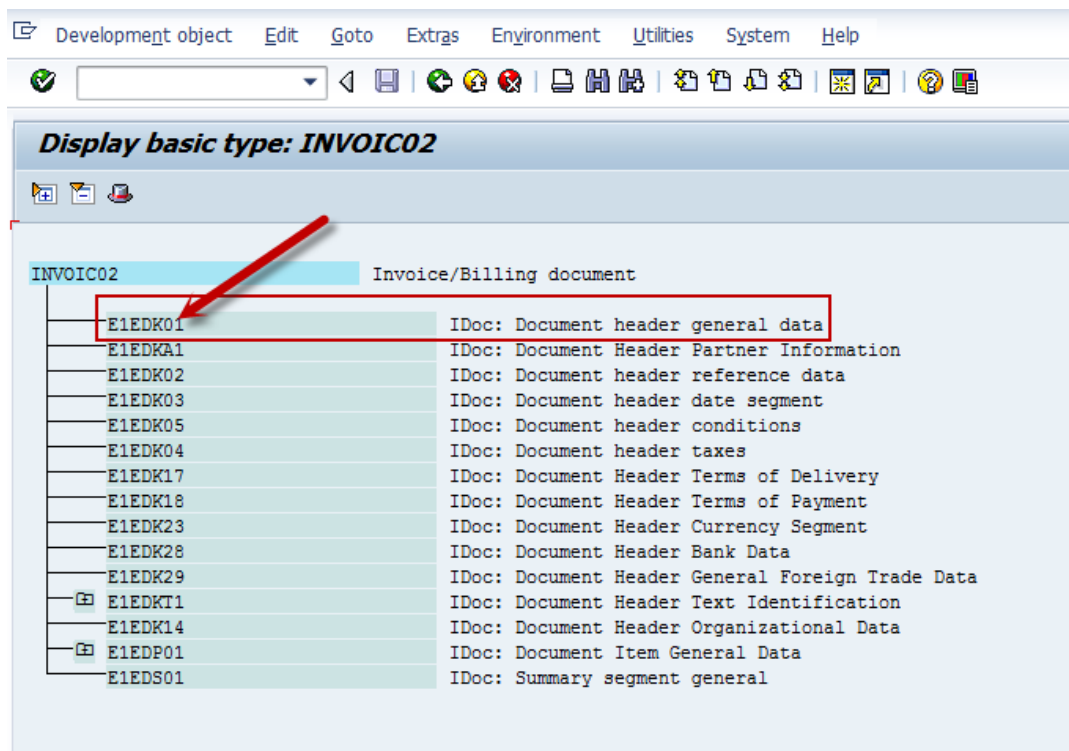 Development object Edit Goto Extras Environment Utilities System Help
Display basic type: INVOIC02
INVOIC02 Invoice/Billing document
E1EDK01 IDoc: Document header general data
E1EDKA1 IDoc: Document Header Partner Information
E1EDK02 IDoc: Document header reference data
E1EDK03 IDoc: Document header date segment
E1EDK05 IDoc: Document header conditions
E1EDK04 IDoc: Document header taxes
E1EDK17 IDoc: Document Header Terms of Delivery
E1EDK18 IDoc: Document Header Terms of Payment
E1EDK23 IDoc: Document Header Currency Segment
E1EDK28 IDoc: Document Header Bank Data
E1EDK29 IDoc: Document Header General Foreign Trade Data
E1EDKT1 IDoc: Document Header Text Identification
E1EDK14 IDoc: Document Header Organizational Data
E1EDP01 IDoc: Document Item General Data
E1EDS01 IDoc: Summary segment general